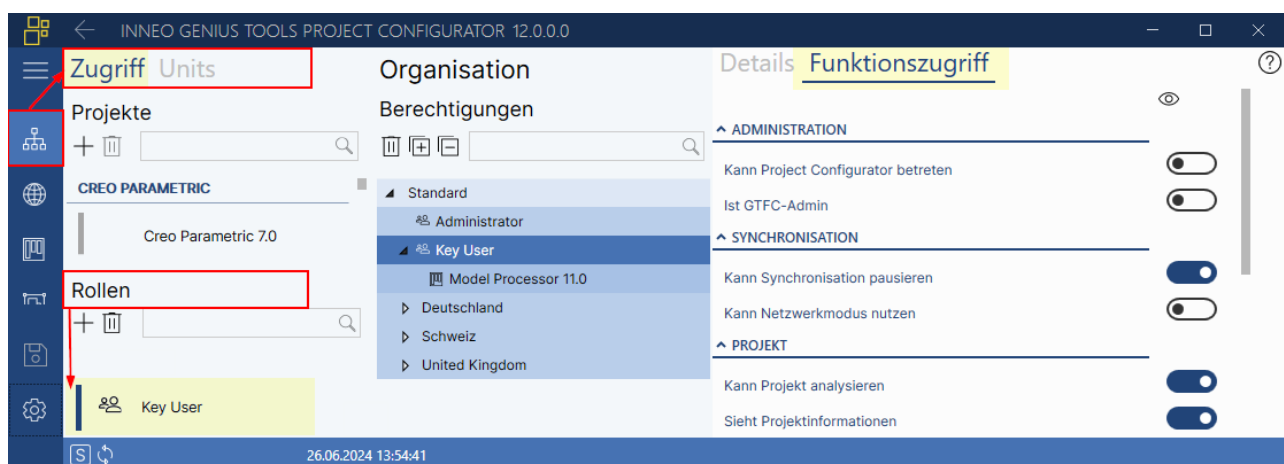 INNEO GENIUS TOOLS PROJECT CONFIGURATOR 12.0.0.0
Zugriff Units
Projekte
CREO PARAMETRIC
Creo Parametric 7.0
Rollen
Key User
Organisation
Berechtigungen
Standard
Administrator
Key User
Model Processor 11.0
Deutschland
Schweiz
United Kingdom
Details Funktionszugriff
ADMINISTRATION
Kann Project Configurator betreten
Ist GTFC-Admin
SYNCHRONISATION
Kann Synchronisation pausieren
Kann Netzwerkmodus nutzen
PROJEKT
Kann Projekt analysieren
Sieht Projektinformationen
S 26.06.2024 13:54:41